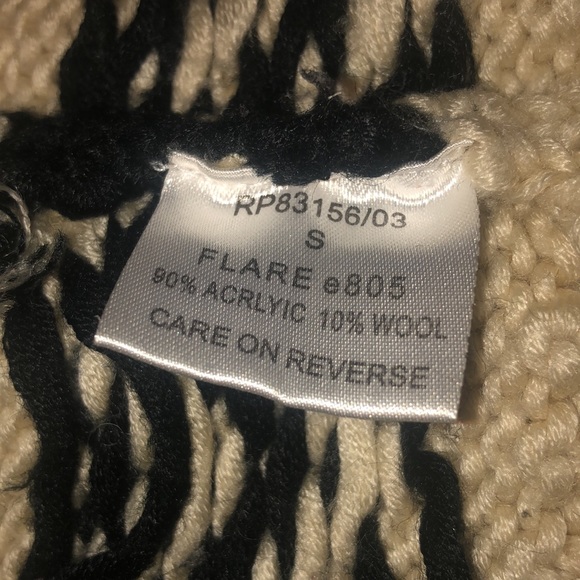 RP83156/03
S
FLARE e805
90% ACRLYIC 10% WOOL
CARE ON REVERSE